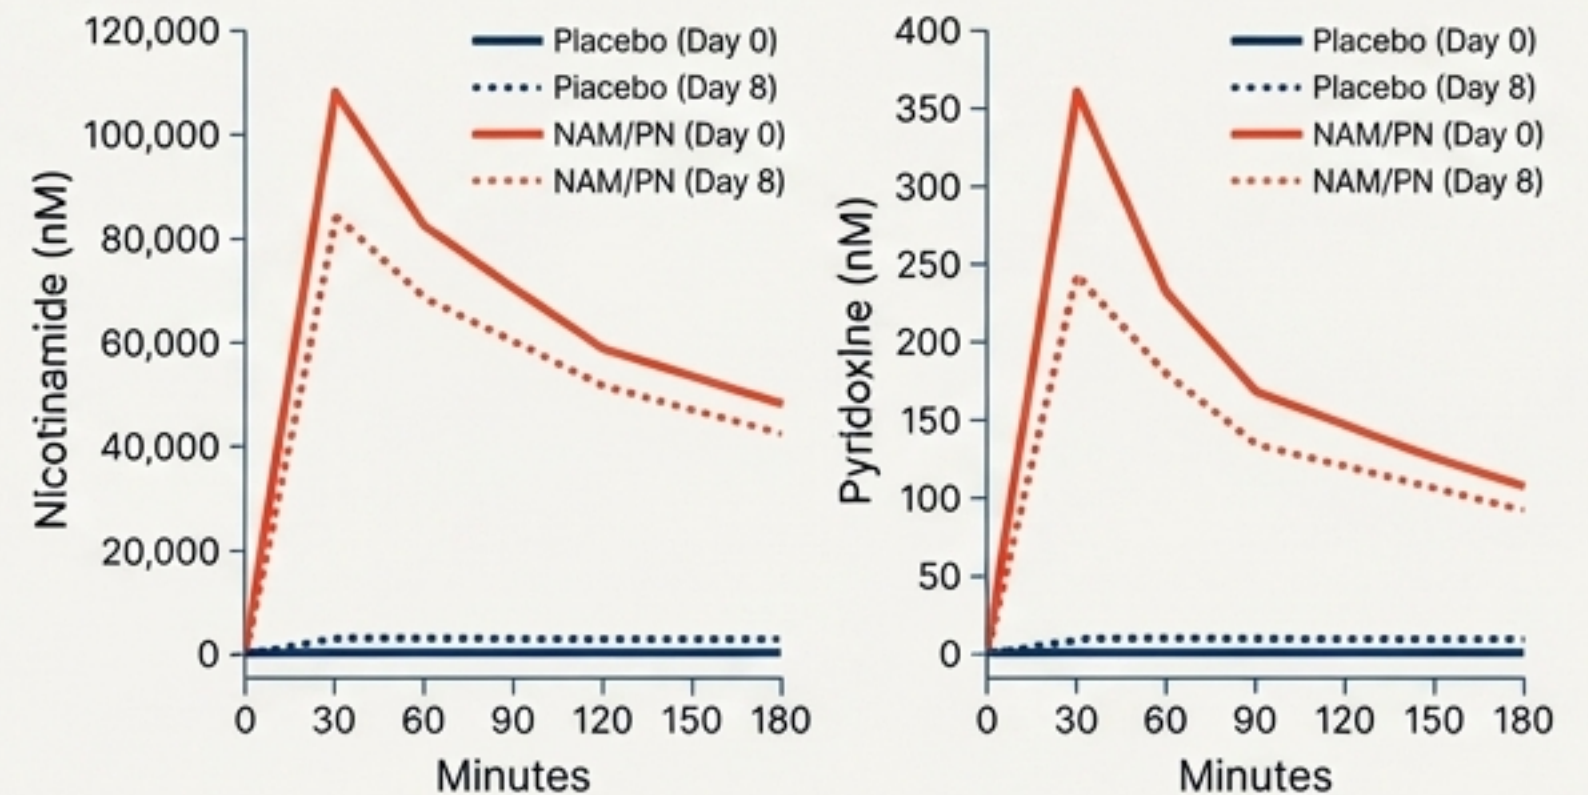 Nicotinamide (nM)
120,000
100,000
80,000
60,000
40,000
20,000
0
Placebo (Day 0)
Piacebo (Day 8)
NAM/PN (Day 0)
NAM/PN (Day 8)
0 30 60 90 120 150 180
Minutes
PyridoxIne (nM)
400
350
300
250
200
150
100
50
0
Placebo (Day 0)
Placebo (Day 8)
NAM/PN (Day 0)
NAM/PN (Day 8)
0 30 60 90 120 150 180
Minutes